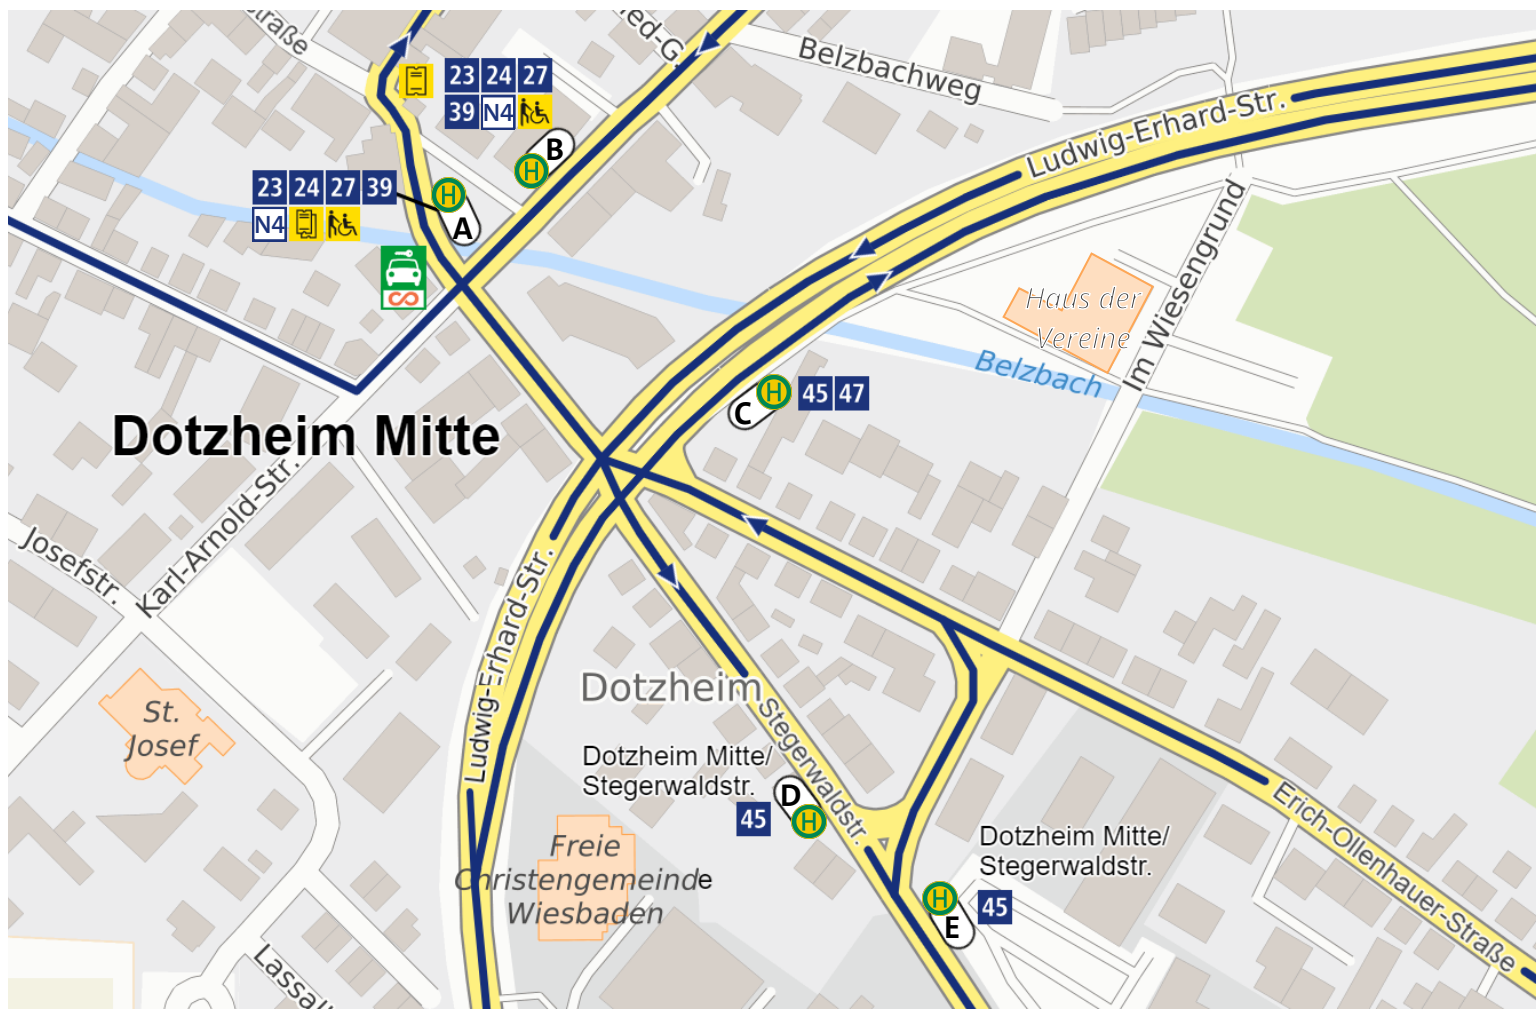 straße
ied-G.
Belzbachweg
23 24 27
39 N4
H B
23 24 27 39
N4
H
A
Ludwig-Erhard-Str.
Im Wiesengrund
Haus der
Vereine
Belzbach
C H 45 47
Dotzheim Mitte
Karl-Arnold-Str.
Josefstr.
Ludwig-Erhard-Str.
St.
Josef
Dotzheim
Stegerwaldstr.
Dotzheim Mitte/
Stegerwaldstr.
D
45 H
Dotzheim Mitte/
Stegerwaldstr.
H 45
E
Erich-Ollenhauer-Straße
Freie
Christengemeinde
Wiesbaden